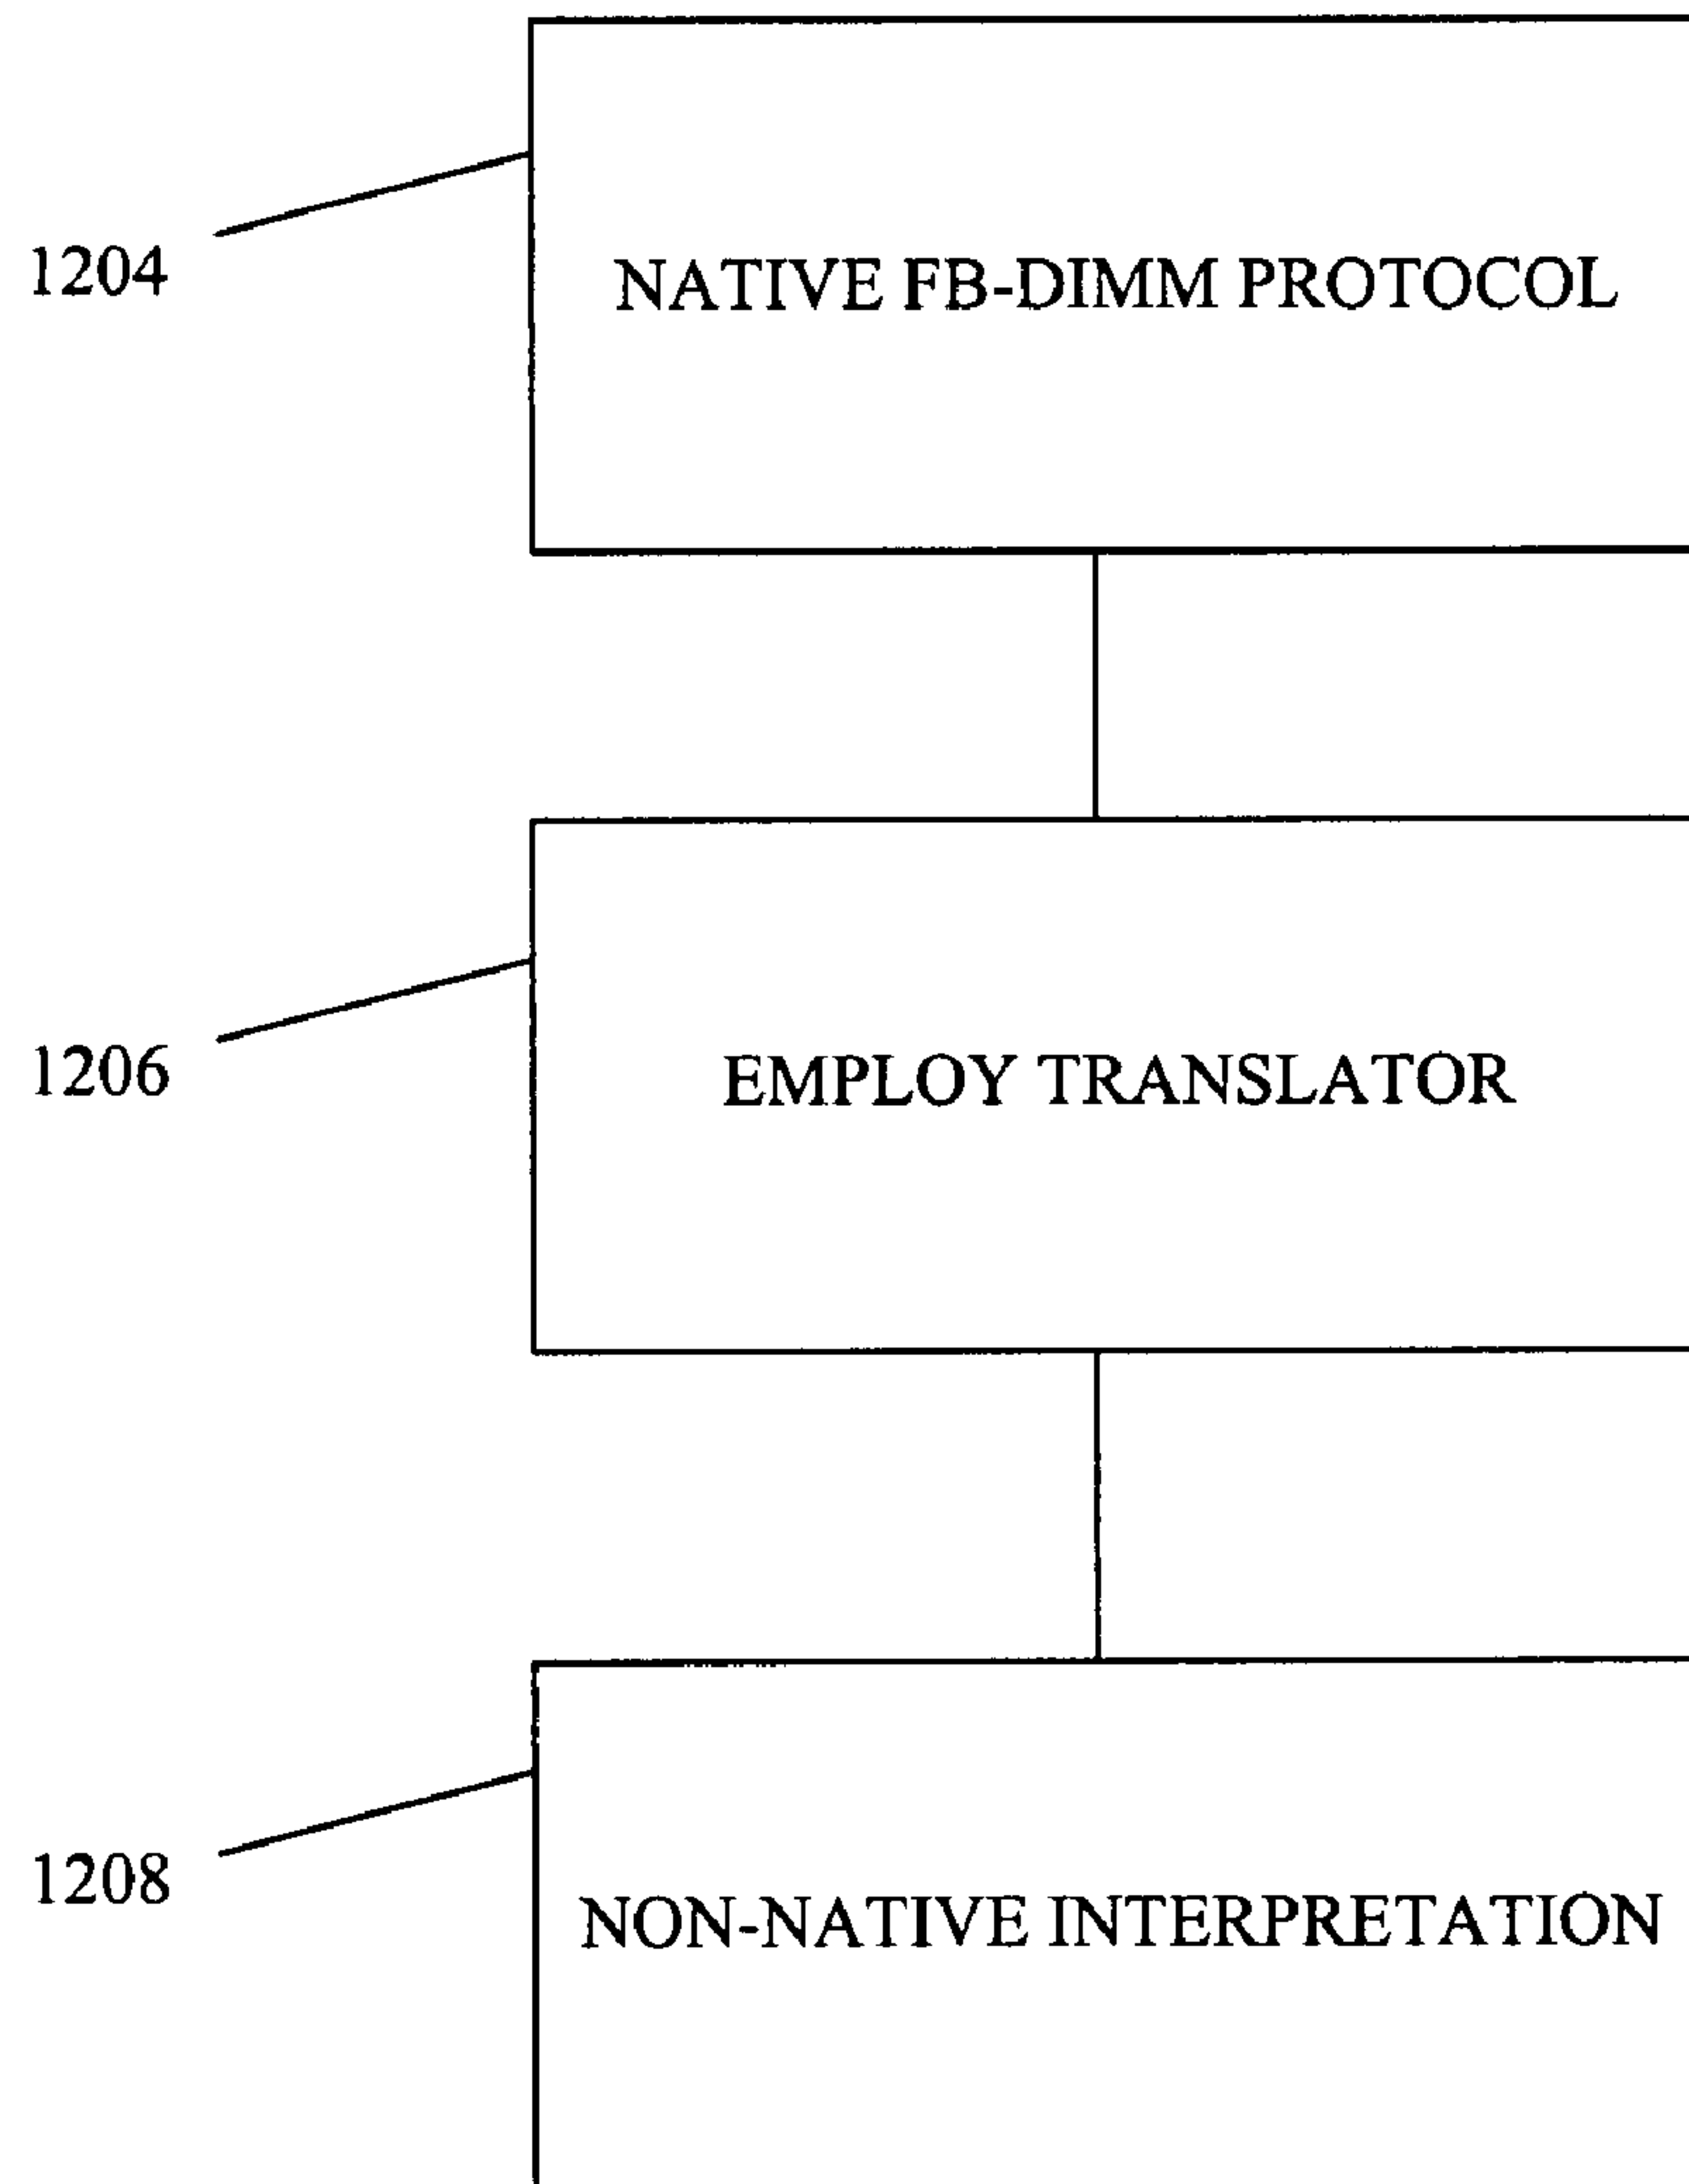 1204
NATIVE FB-DIMM PROTOCOL
1206
EMPLOY TRANSLATOR
1208
NON-NATIVE INTERPRETATION